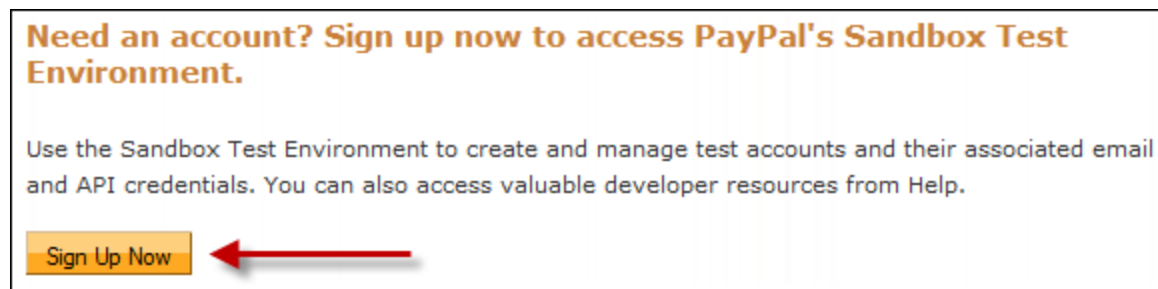 Need an account? Sign up now to access PayPal's Sandbox Test
Environment.
Use the Sandbox Test Environment to create and manage test accounts and their associated email
and API credentials. You can also access valuable developer resources from Help.
Sign Up Now